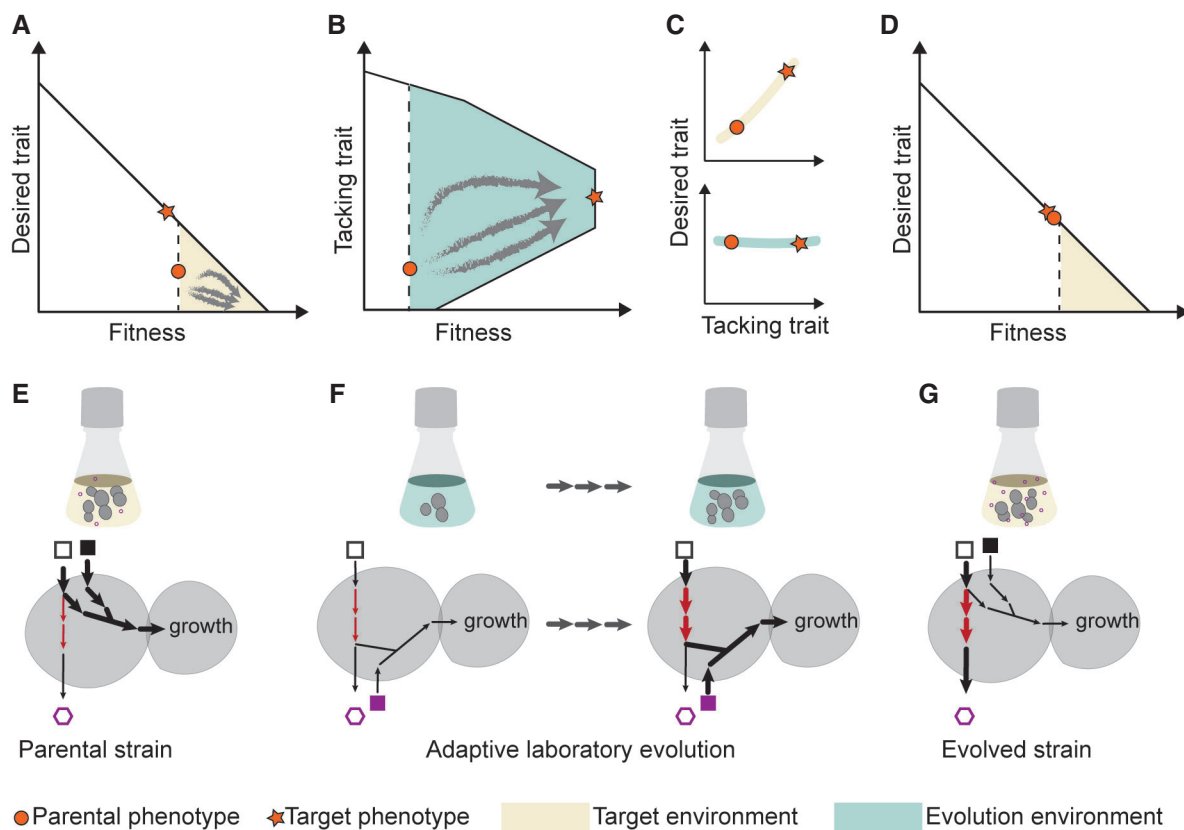 A
B
C
D
Desired trait
Fitness
Tacking trait
Fitness
Desired trait
Tacking trait
Desired trait
Fitness
E
F
G
growth
growth
growth
growth
Parental strain
Adaptive laboratory evolution
Evolved strain
Parental phenotype
Target phenotype
Target environment
Evolution environment